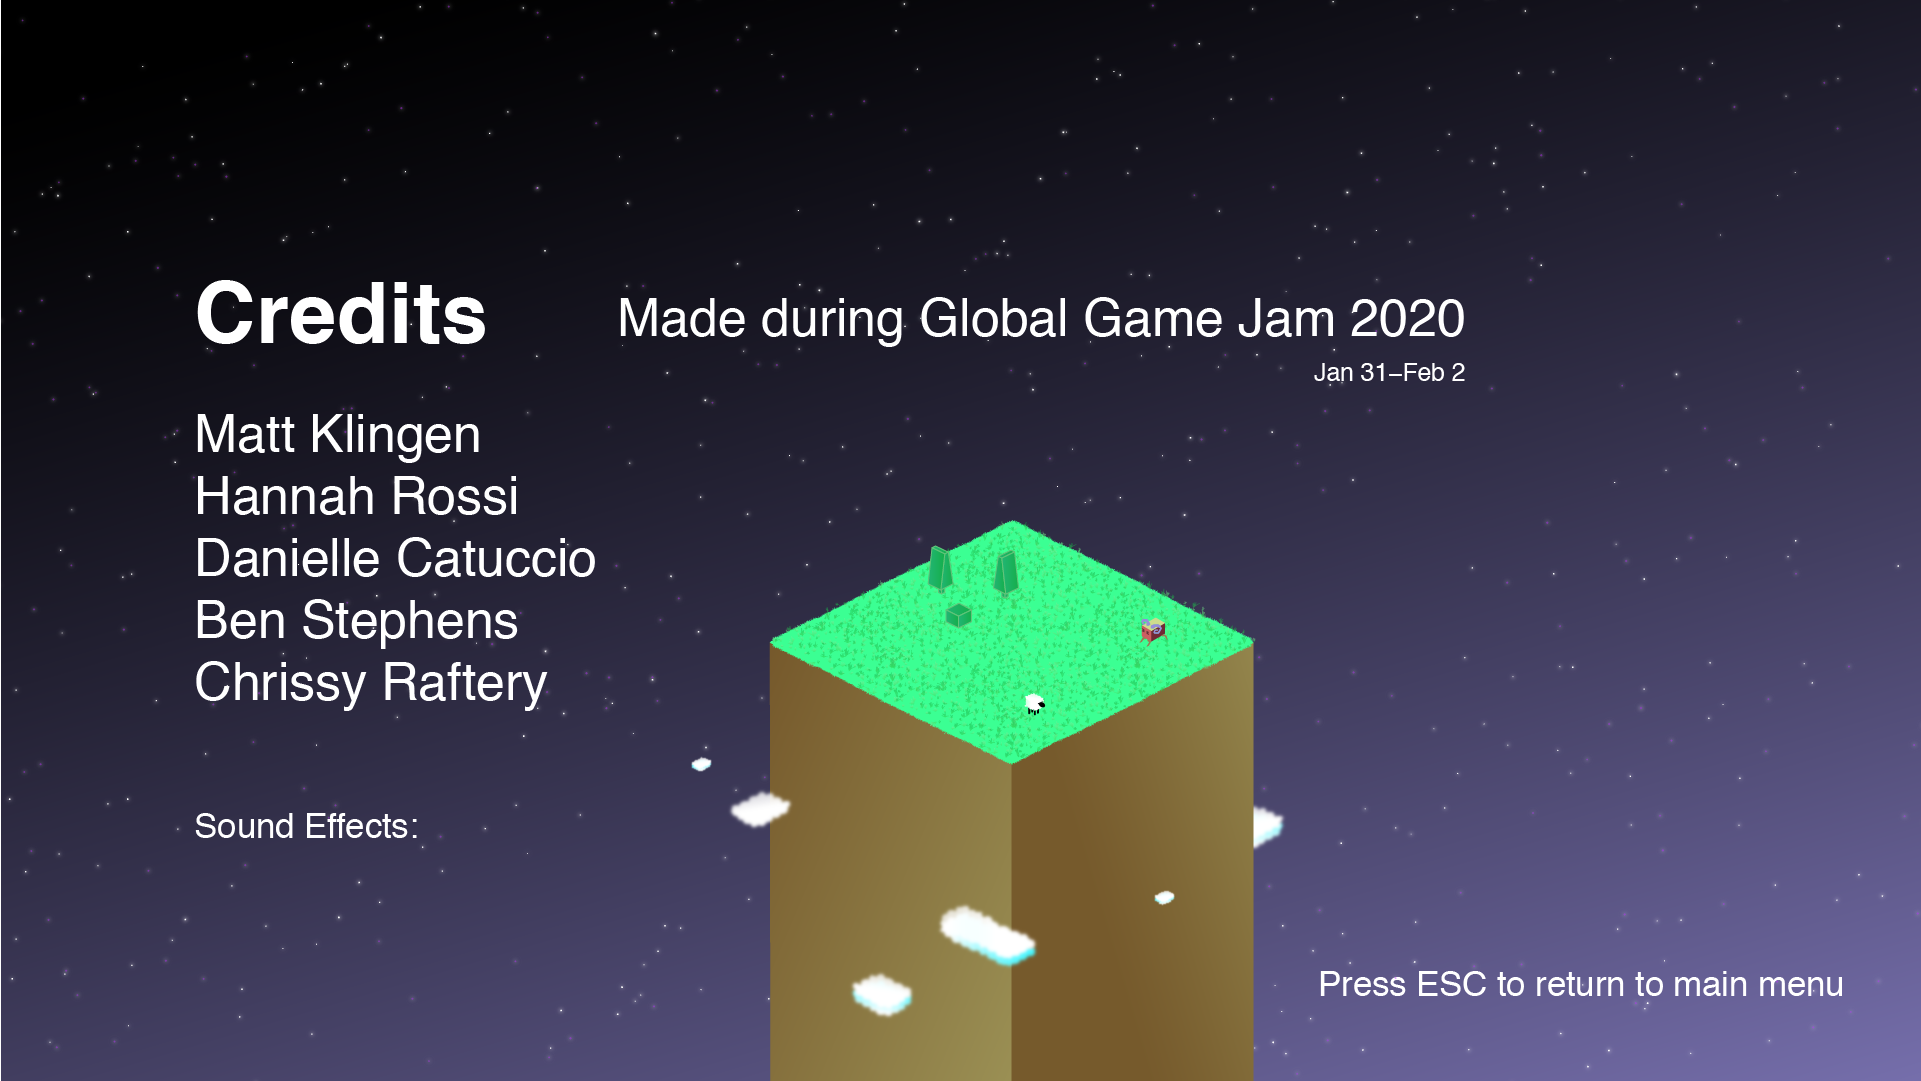 Credits
Made during Global Game Jam 2020
Jan 31–Feb 2
Matt Klingen
Hannah Rossi
Danielle Catuccio
Ben Stephens
Chrissy Raftery
Sound Effects:
Press ESC to return to main menu